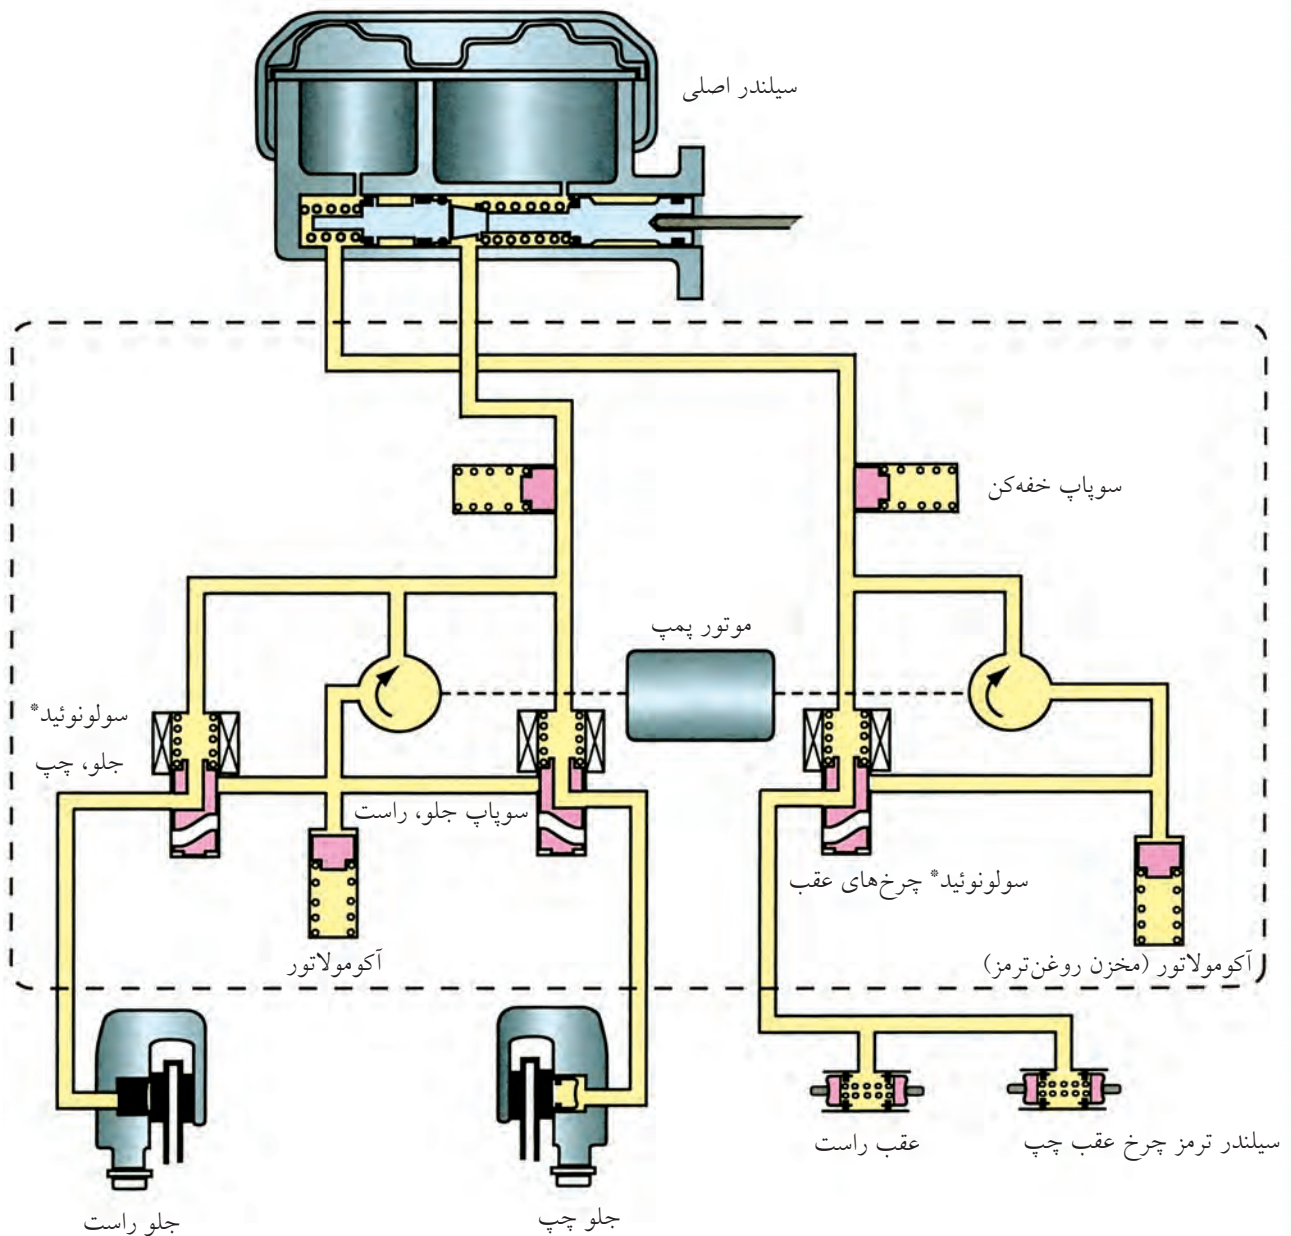 سیلندر اصلی
سوپاپ خفه‌کن
موتور پمپ
سولونوئید*
جلو، چپ
سوپاپ جلو، راست
سولونوئید* چرخ‌های عقب
آکومولاتور
آکومولاتور (مخزن روغن‌ترمز)
عقب راست
سیلندر ترمز چرخ عقب چپ
جلو چپ
جلو راست